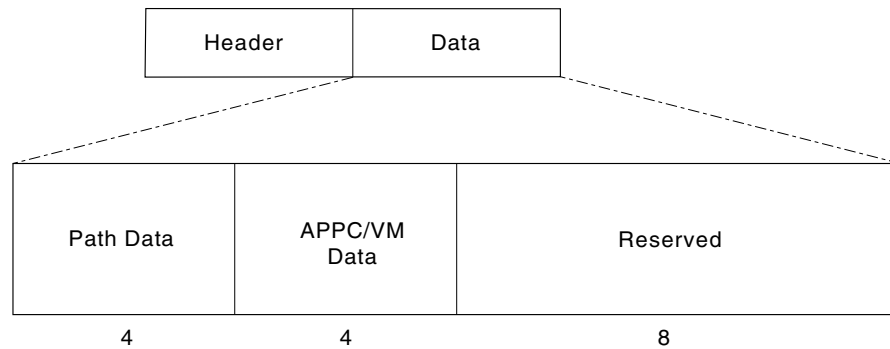 Header
Data
Path Data
APPC/VM
Data
Reserved
4
4
8